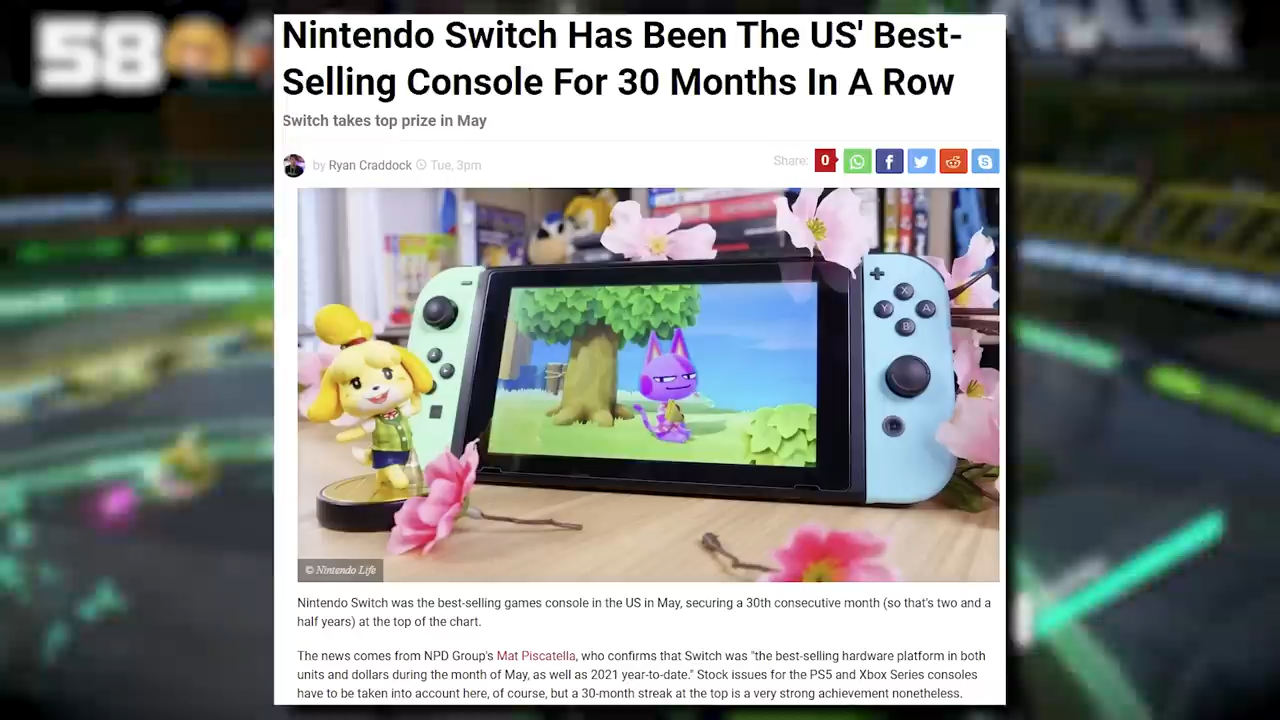 58
Nintendo Switch Has Been The US' Best-
Selling Console For 30 Months In A Row
Switch takes top prize in May
by Ryan Craddock Tue, 3pm
Share: 0
X
Y A
B
© Nintendo Life
Nintendo Switch was the best-selling games console in the US in May, securing a 30th consecutive month (so that's two and a
half years) at the top of the chart.
The news comes from NPD Group's Mat Piscatella, who confirms that Switch was "the best-selling hardware platform in both
units and dollars during the month of May, as well as 2021 year-to-date." Stock issues for the PS5 and Xbox Series consoles
have to be taken into account here, of course, but a 30-month streak at the top is a very strong achievement nonetheless.